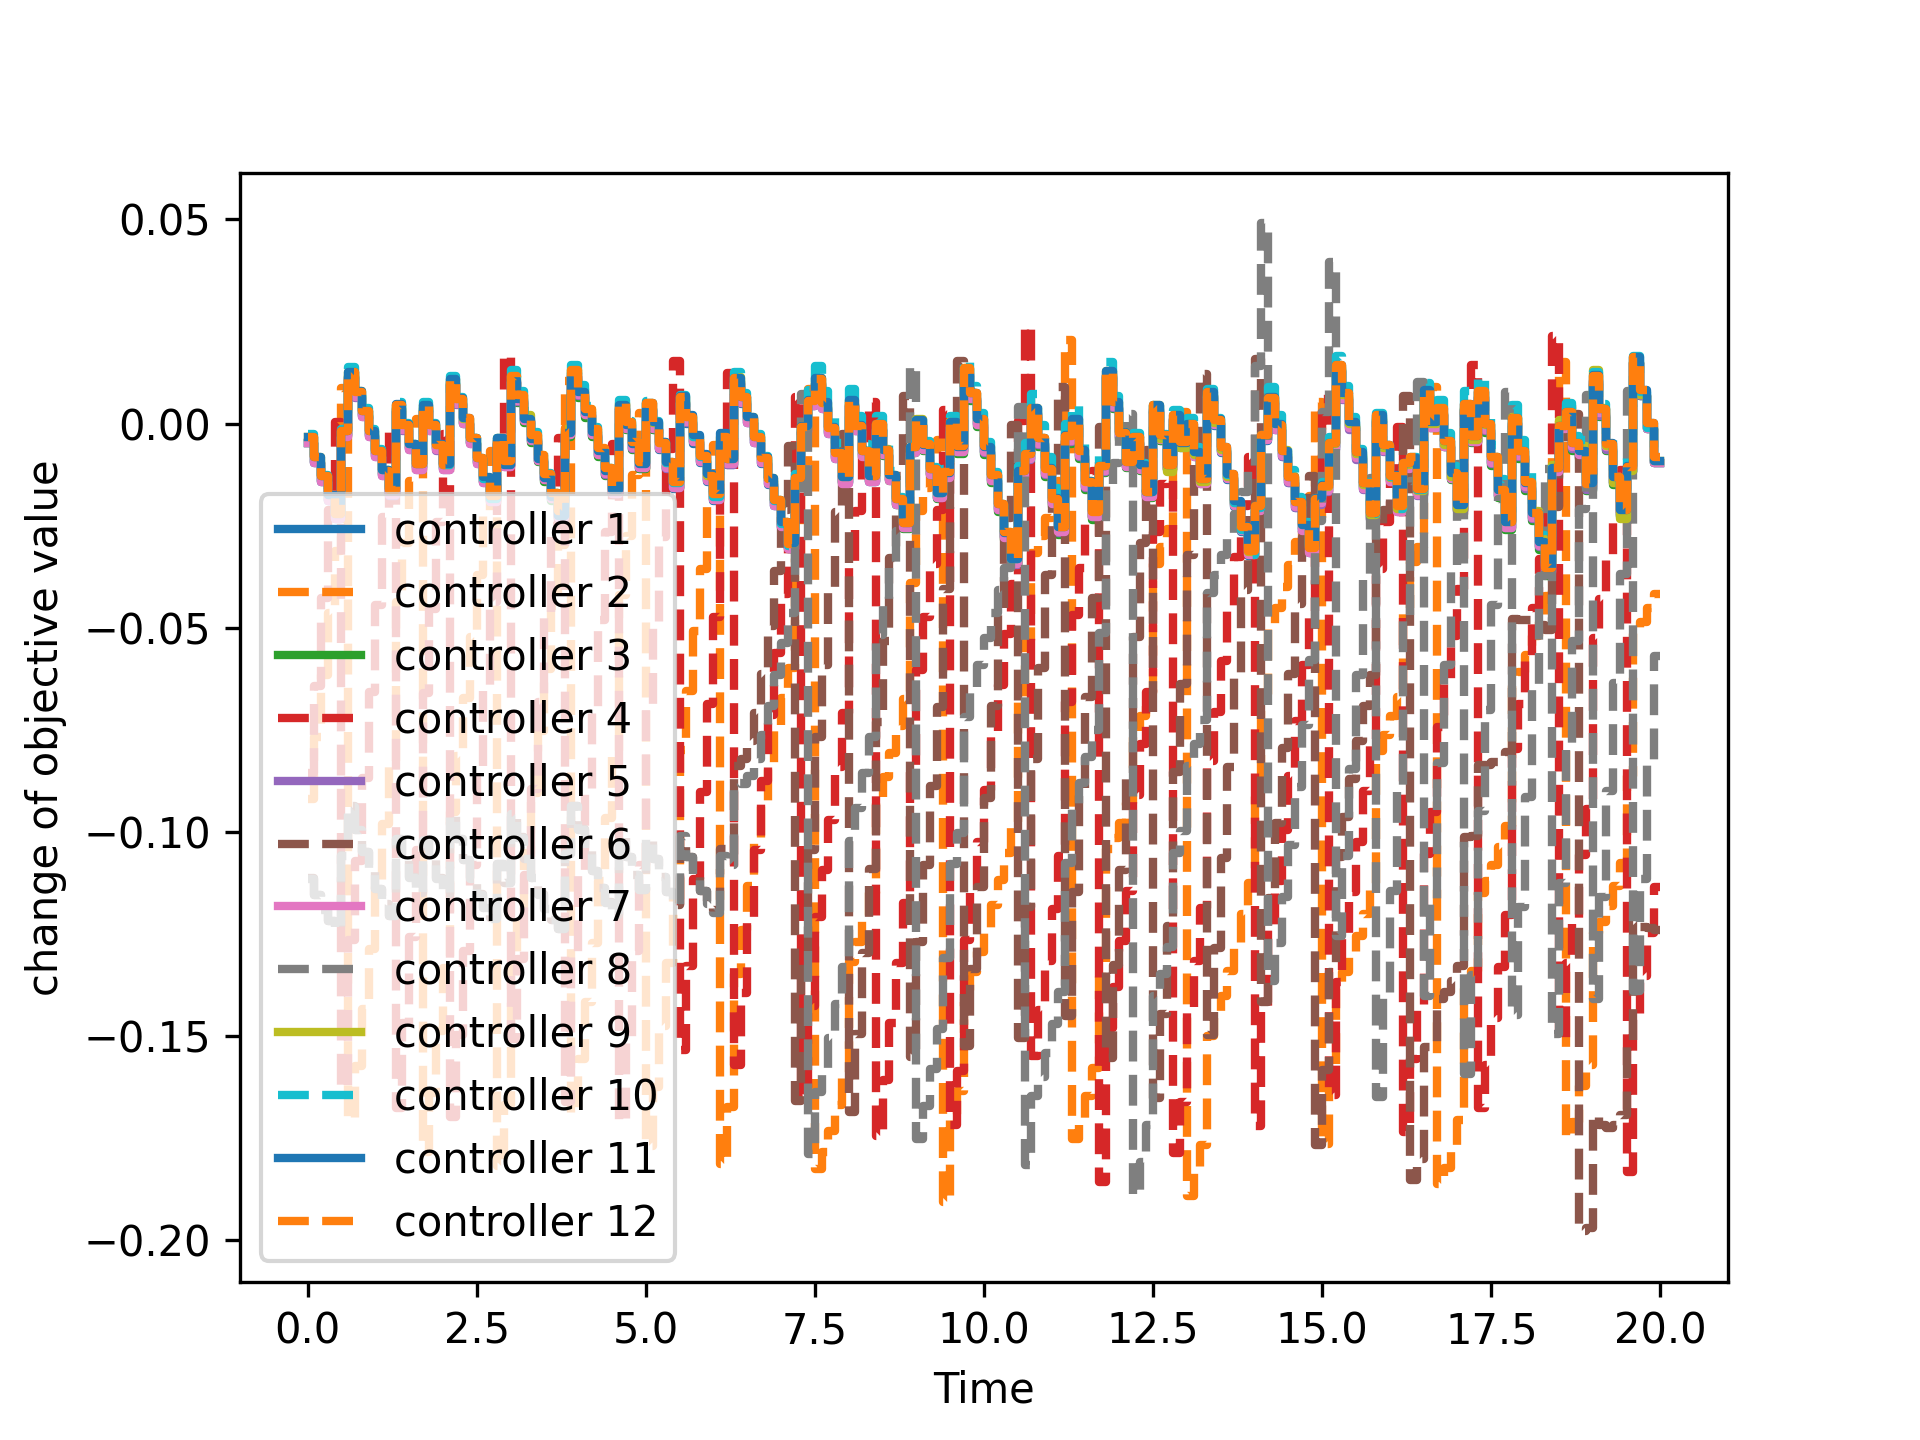 change of objective value
0.05
0.00
−0.05
−0.10
−0.15
−0.20
controller 1
controller 2
controller 3
controller 4
controller 5
controller 6
controller 7
controller 8
controller 9
controller 10
controller 11
controller 12
0.0 2.5 5.0 7.5 10.0 12.5 15.0 17.5 20.0
Time